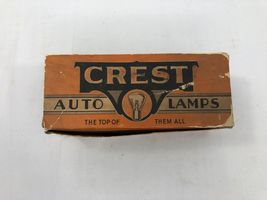 CREST
AUTO LAMPS
THE TOP OF THEM ALL